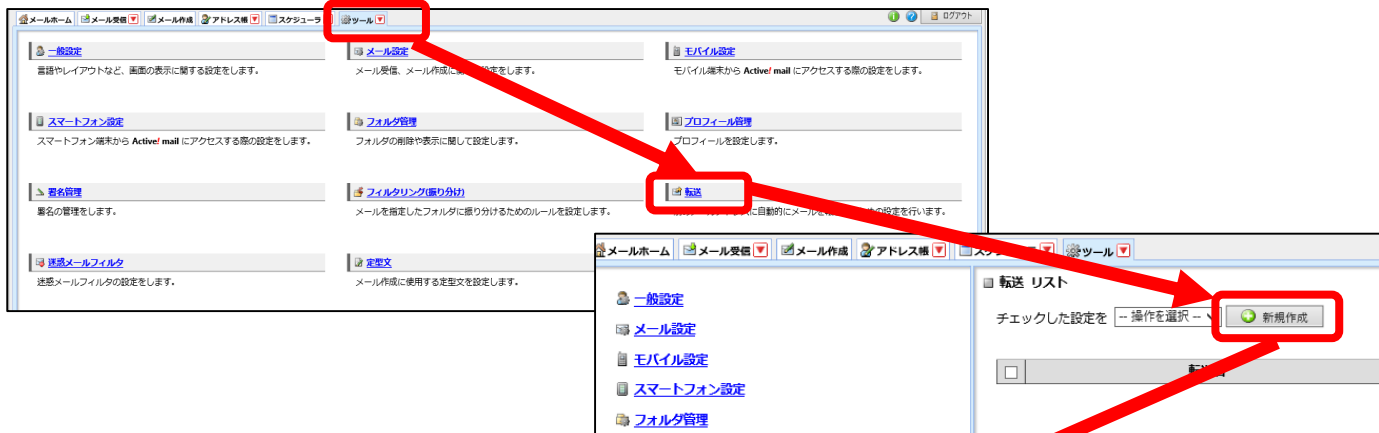 メールホーム メール受信 メール作成 アドレス帳 スケジューラ ツール ログアウト
一般設定 メール設定 モバイル設定
言語やレイアウトなど、画面の表示に関する設定をします。 メール受信、メール作成に 設定をします。 モバイル端末から Active! mail にアクセスする際の設定をします。
スマートフォン設定 フォルダ管理 プロフィール管理
スマートフォン端末から Active! mail にアクセスする際の設定をします。 フォルダの削除や表示に関して設定します。 プロフィールを設定します。
署名管理 フィルタリング(振り分け) 転送
署名の管理をします。 メールを指定したフォルダに振り分けるためのルールを設定します。 に自動的にメールを の設定を行います。
迷惑メールフィルタ 定型文
迷惑メールフィルタの設定をします。 メール作成に使用する定型文を設定します。
メールホーム メール受信 メール作成 アドレス帳 ツール
一般設定
メール設定
モバイル設定
スマートフォン設定
フォルダ管理
転送 リスト
チェックした設定を -- 操作を選択 -- 新規作成